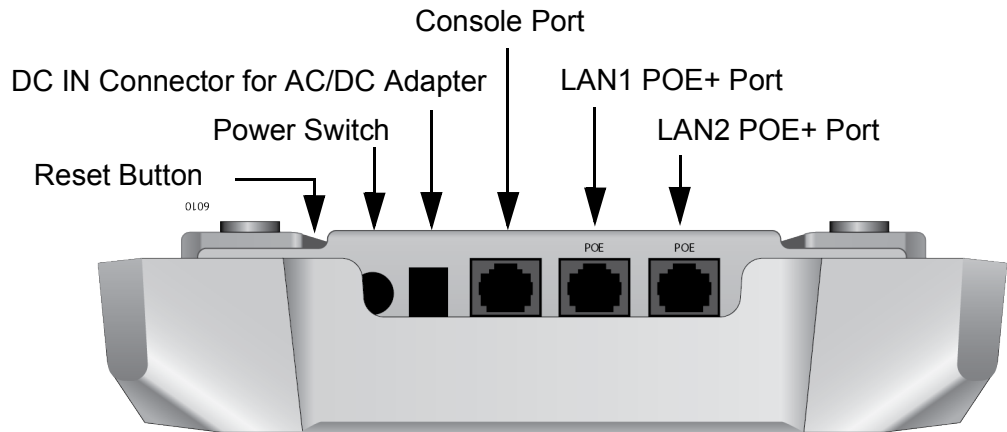 Console Port
DC IN Connector for AC/DC Adapter
LAN1 POE+ Port
Power Switch
LAN2 POE+ Port
Reset Button
0109
POE
POE